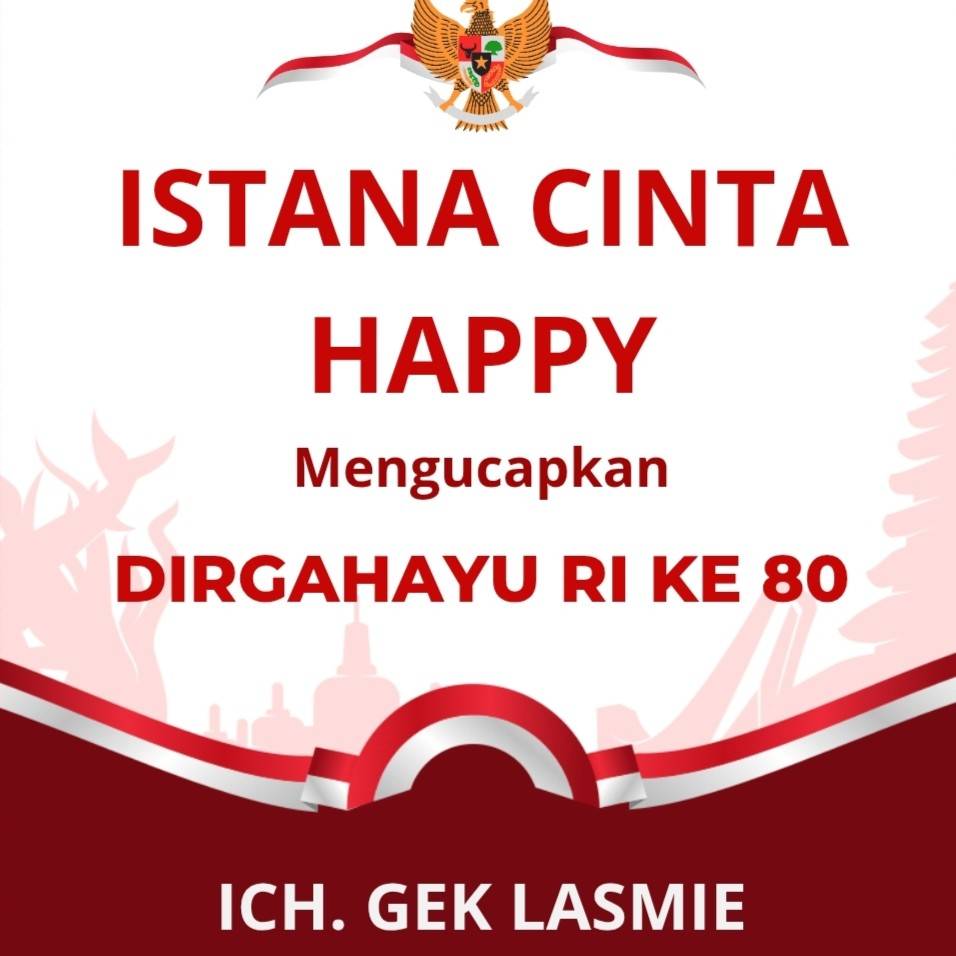 ISTANA CINTA
HAPPY
Mengucapkan
DIRGAHAYU RI KE 80
ICH. GEK LASMIE